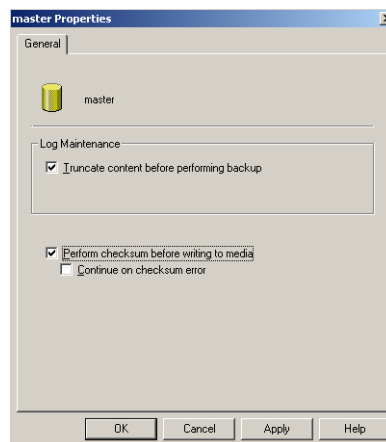 master Properties
General
master
Log Maintenance
Truncate content before performing backup
Perform checksum before writing to media
Continue on checksum error
OK Cancel Apply Help